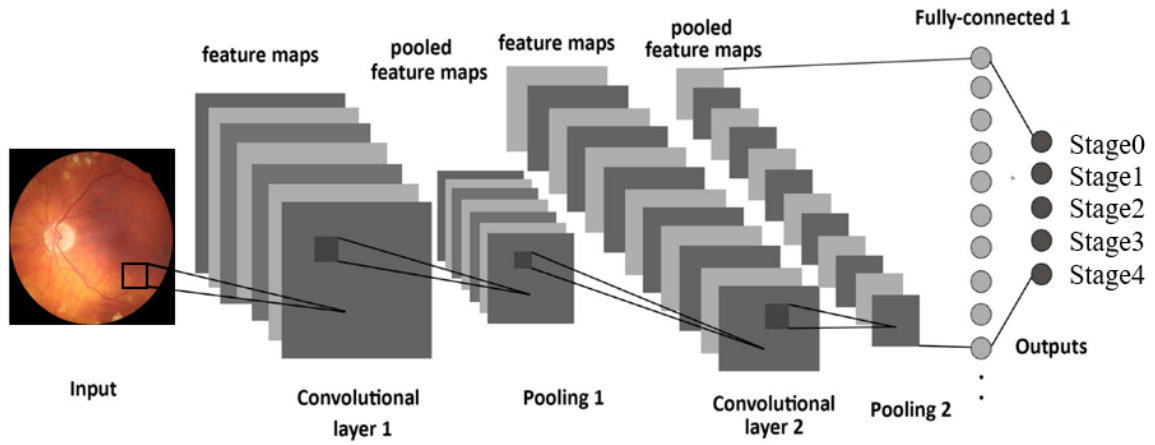 Fully-connected 1
feature maps
pooled
feature maps
feature maps
pooled
feature maps
Stage0
Stage1
Stage2
Stage3
Stage4
Outputs
Input
Convolutional
layer 1
Pooling 1
Convolutional
layer 2
Pooling 2